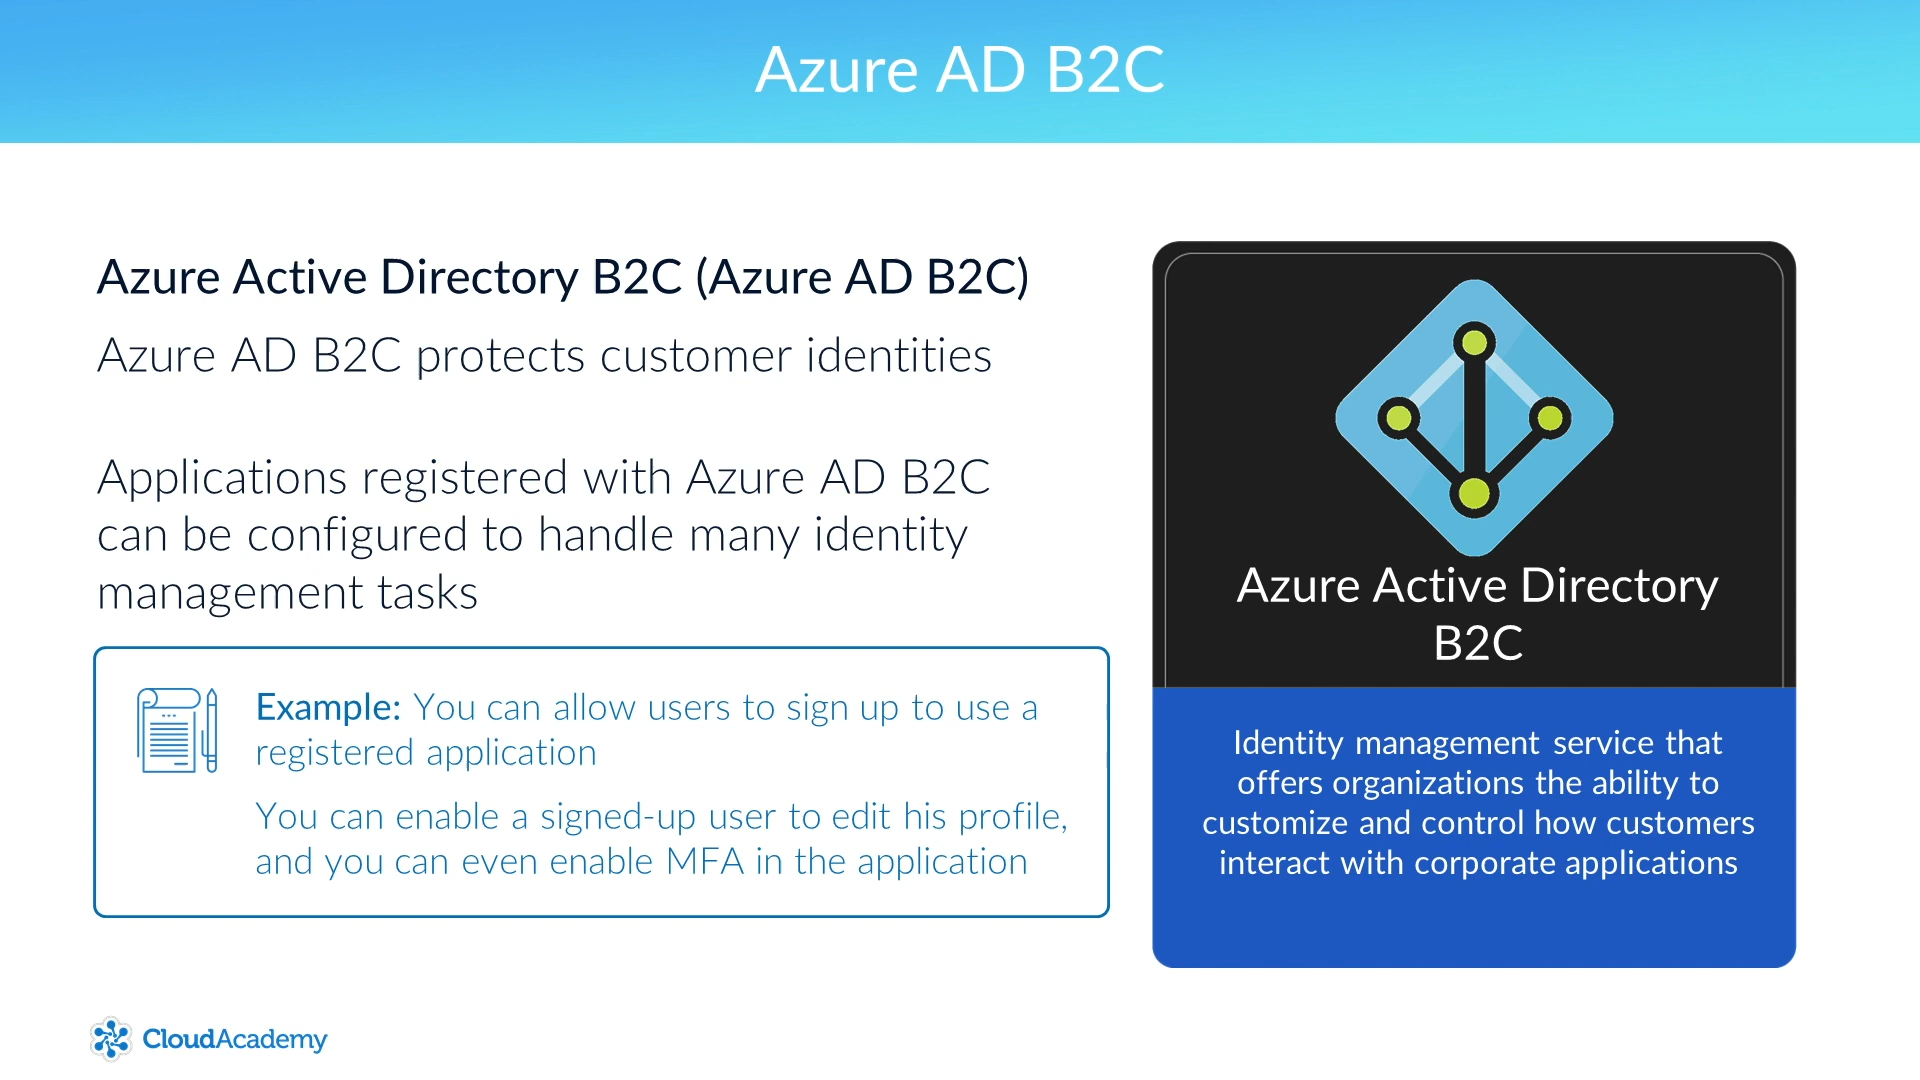 Azure AD B2C
Azure Active Directory B2C (Azure AD B2C)
Azure AD B2C protects customer identities
Applications registered with Azure AD B2C
can be configured to handle many identity
management tasks
Example: You can allow users to sign up to use a
registered application
You can enable a signed-up user to edit his profile,
and you can even enable MFA in the application
Azure Active Directory
B2C
Identity management service that
offers organizations the ability to
customize and control how customers
interact with corporate applications
CloudAcademy